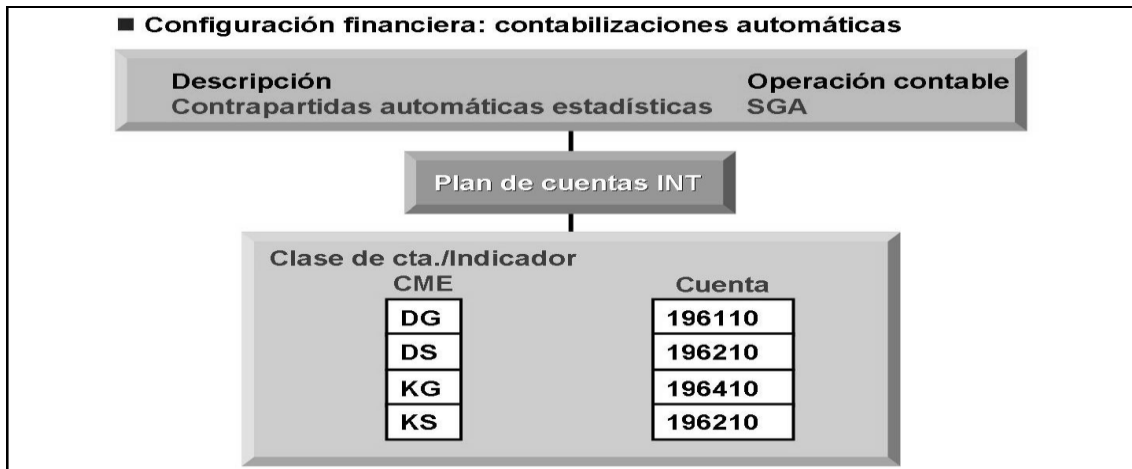 ■ Configuración financiera: contabilizaciones automáticas
Descripción Operación contable
Contrapartidas automáticas estadísticas SGA
Plan de cuentas INT
Clase de cta./Indicador
CME Cuenta
DG 196110
DS 196210
KG 196410
KS 196210